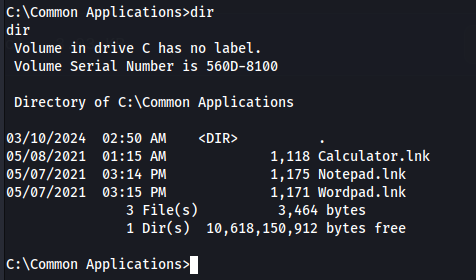 C:\Common Applications>dir
dir
 Volume in drive C has no label.
 Volume Serial Number is 560D-8100

 Directory of C:\Common Applications

03/10/2024  02:50 AM    <DIR>          .
05/08/2021  01:15 AM             1,118 Calculator.lnk
05/07/2021  03:14 PM             1,175 Notepad.lnk
05/07/2021  03:15 PM             1,171 Wordpad.lnk
               3 File(s)          3,464 bytes
               1 Dir(s)  10,618,150,912 bytes free

C:\Common Applications>